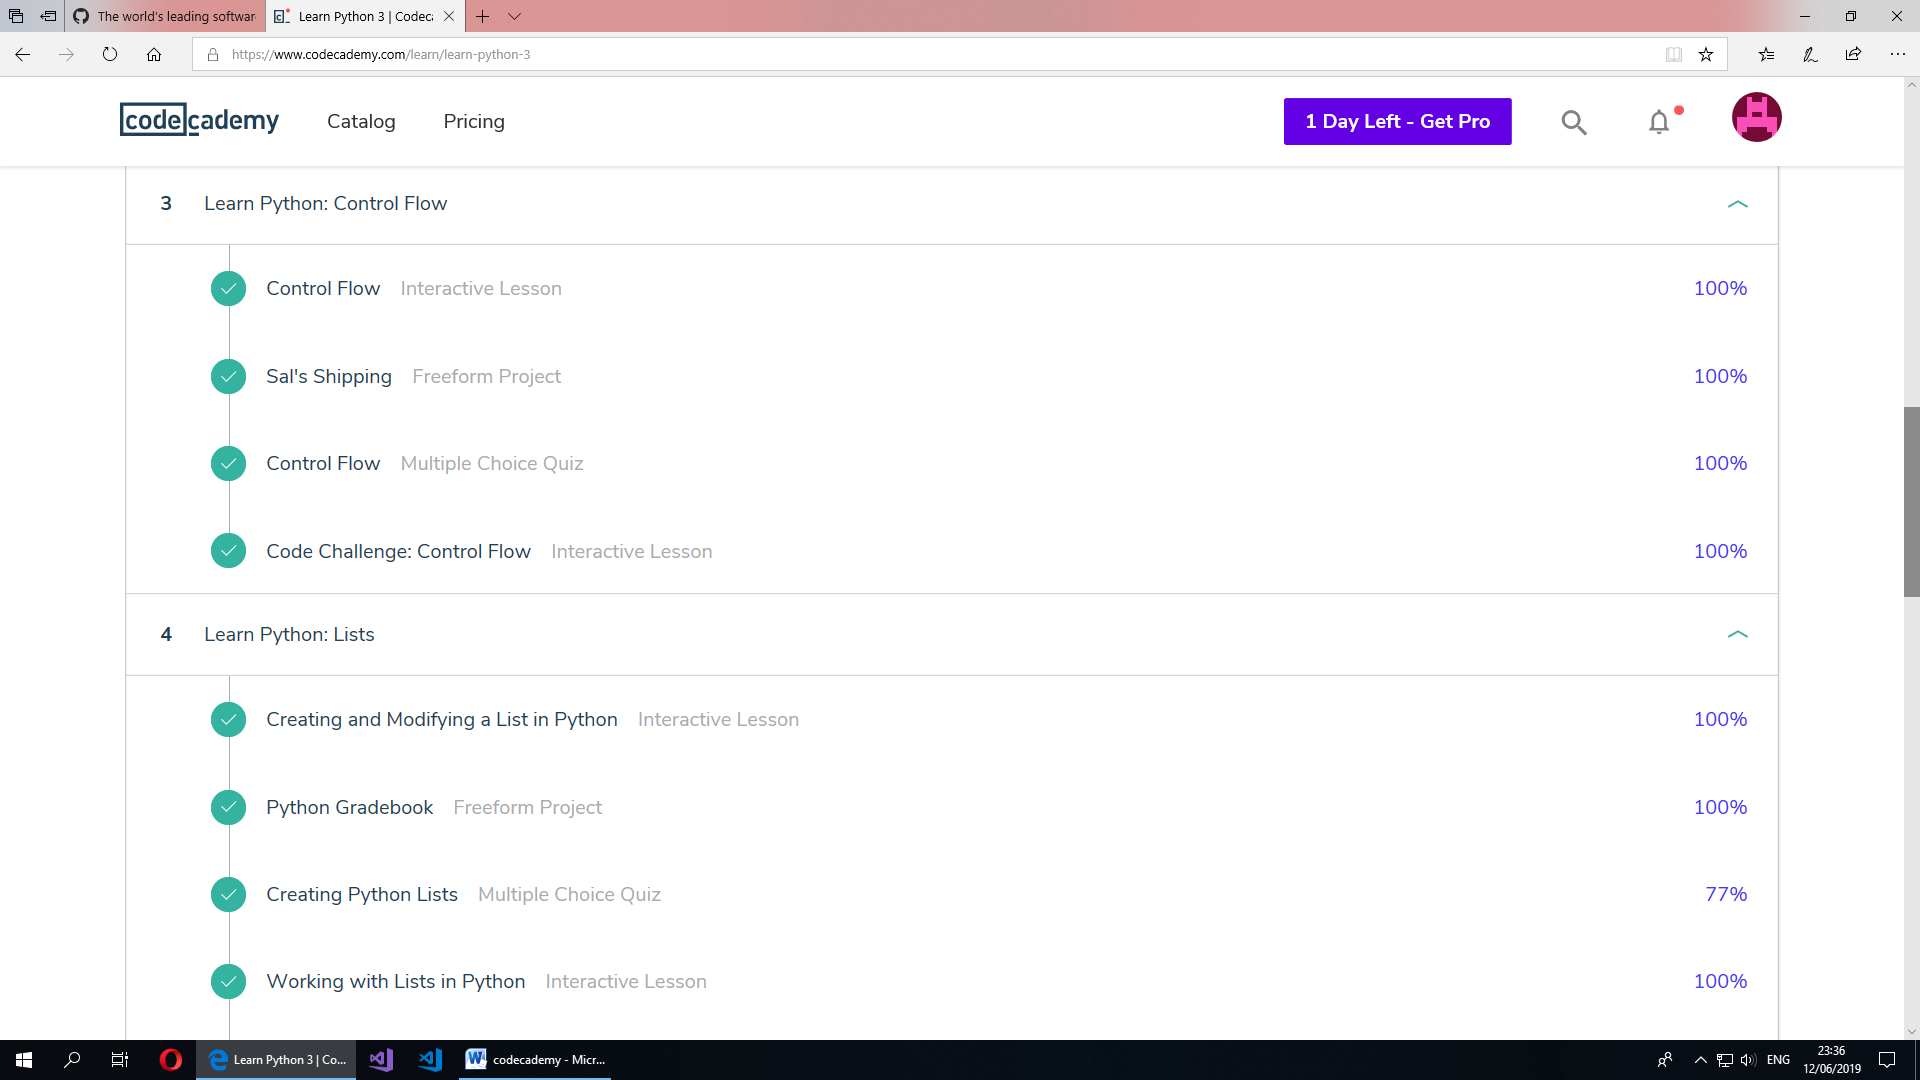 The world's leading softwar
Learn Python 3 | Codeca
https://www.codecademy.com/learn/learn-python-3
codecademy
Catalog
Pricing
1 Day Left - Get Pro
3 Learn Python: Control Flow
Control Flow Interactive Lesson 100%
Sal's Shipping Freeform Project 100%
Control Flow Multiple Choice Quiz 100%
Code Challenge: Control Flow Interactive Lesson 100%
4 Learn Python: Lists
Creating and Modifying a List in Python Interactive Lesson 100%
Python Gradebook Freeform Project 100%
Creating Python Lists Multiple Choice Quiz 77%
Working with Lists in Python Interactive Lesson 100%
Learn Python 3 | Co...
codecademy - Micr...
ENG
23:36
12/06/2019